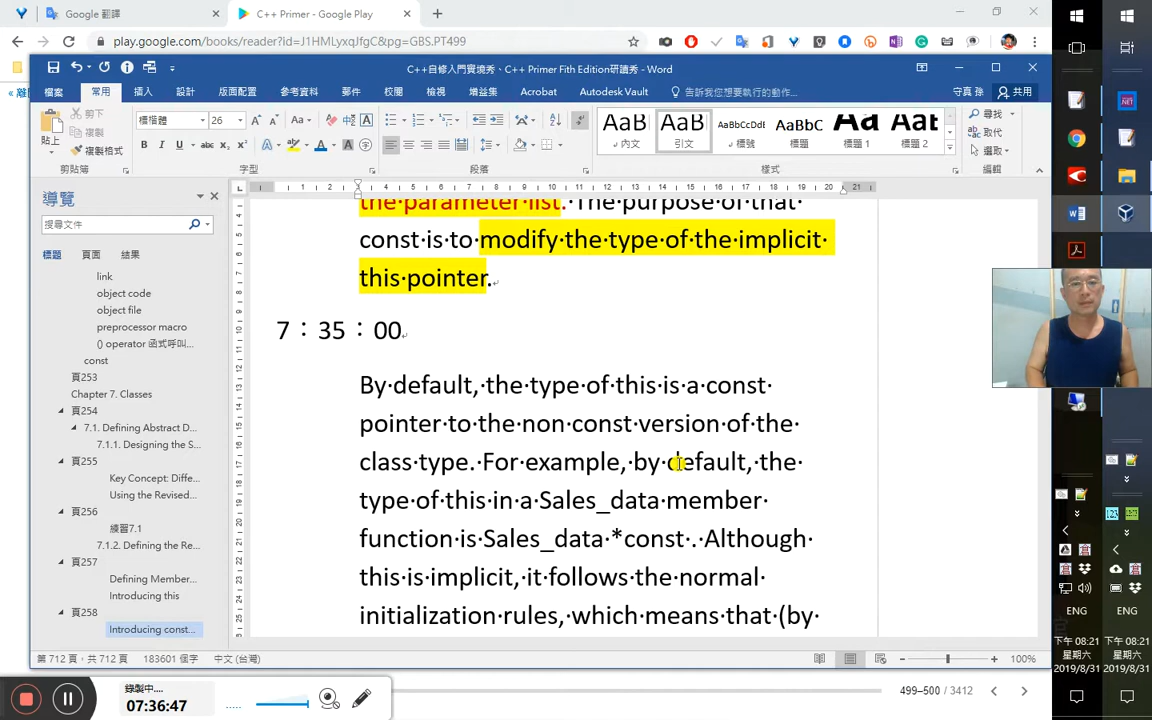 Google 翻譯
C++ Primer - Google Play
play.google.com/books/reader?id=J1HMLyxqJfgC&pg=GBS.PT499
C++自修入門實境秀、C++ Primer Fith Edition研讀秀 - Word
檔案 常用 插入 設計 版面配置 參考資料 郵件 校閱 檢視 增益集 Acrobat Autodesk Vault 告訴我您想要執行的動作... 守真 孫 共用
貼上
剪下
複製
複製格式
標楷體 26
AaB AaB AaBbCcDdE AaBbC Aa Aat
內文 引文 標號 標題 標題 1 標題 2
尋找
取代
選取
剪貼簿 字型 段落 樣式 編輯
導覽
搜尋文件
標題 頁面 結果
link
object code
object file
preprocessor macro
() operator 函式呼叫...
const
頁253
Chapter 7. Classes
頁254
7.1. Defining Abstract D...
7.1.1. Designing the S...
頁255
Key Concept: Diffe...
Using the Revised...
頁256
練習7.1
7.1.2. Defining the Re...
頁257
Defining Member...
Introducing this
頁258
Introducing const...
the parameter list. The purpose of that
const is to modify the type of the implicit
this pointer.
7：35：00
By default, the type of this is a const
pointer to the non const version of the
class type. For example, by default, the
type of this in a Sales_data member
function is Sales_data *const . Although
this is implicit, it follows the normal
initialization rules, which means that (by
第 712 頁，共 712 頁 183601 個字 中文 (台灣) 100%
錄製中....
07:36:47
499–500 / 3412
ENG ENG
下午 08:21 下午 08:21
星期六 星期六
2019/8/31 2019/8/31